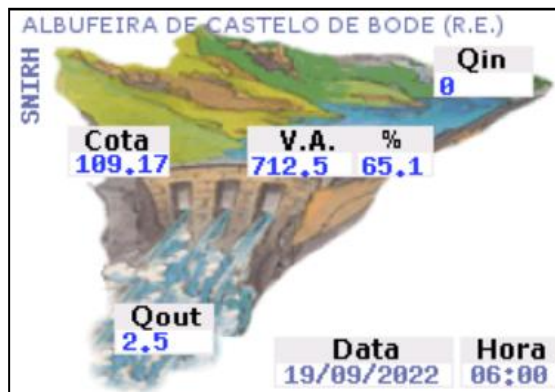 ALBUFEIRA DE CASTELO DE BODE (R.E.)
SNIRH
Qin
0
Cota
109.17
V.A. %
712.5 65.1
Qout
2.5
Data Hora
19/09/2022 06:00